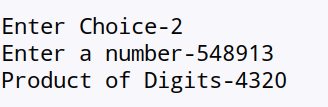 Enter Choice-2
Enter a number-548913
Product of Digits-4320